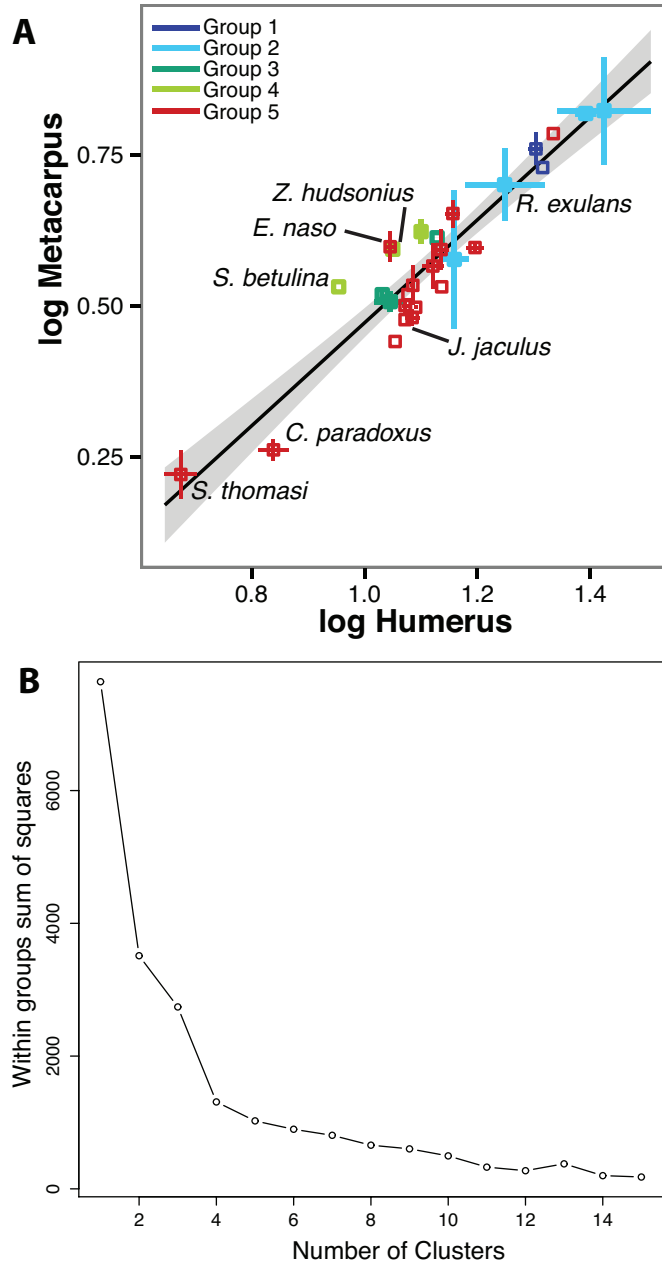 A
Group 1
Group 2
Group 3
Group 4
Group 5
log Metacarpus
0.75
0.50
0.25
Z. hudsonius
E. naso
S. betulina
R. exulans
J. jaculus
C. paradoxus
S. thomasi
0.8 1.0 1.2 1.4
log Humerus
B
Within groups sum of squares
6000
4000
2000
0
2 4 6 8 10 12 14
Number of Clusters